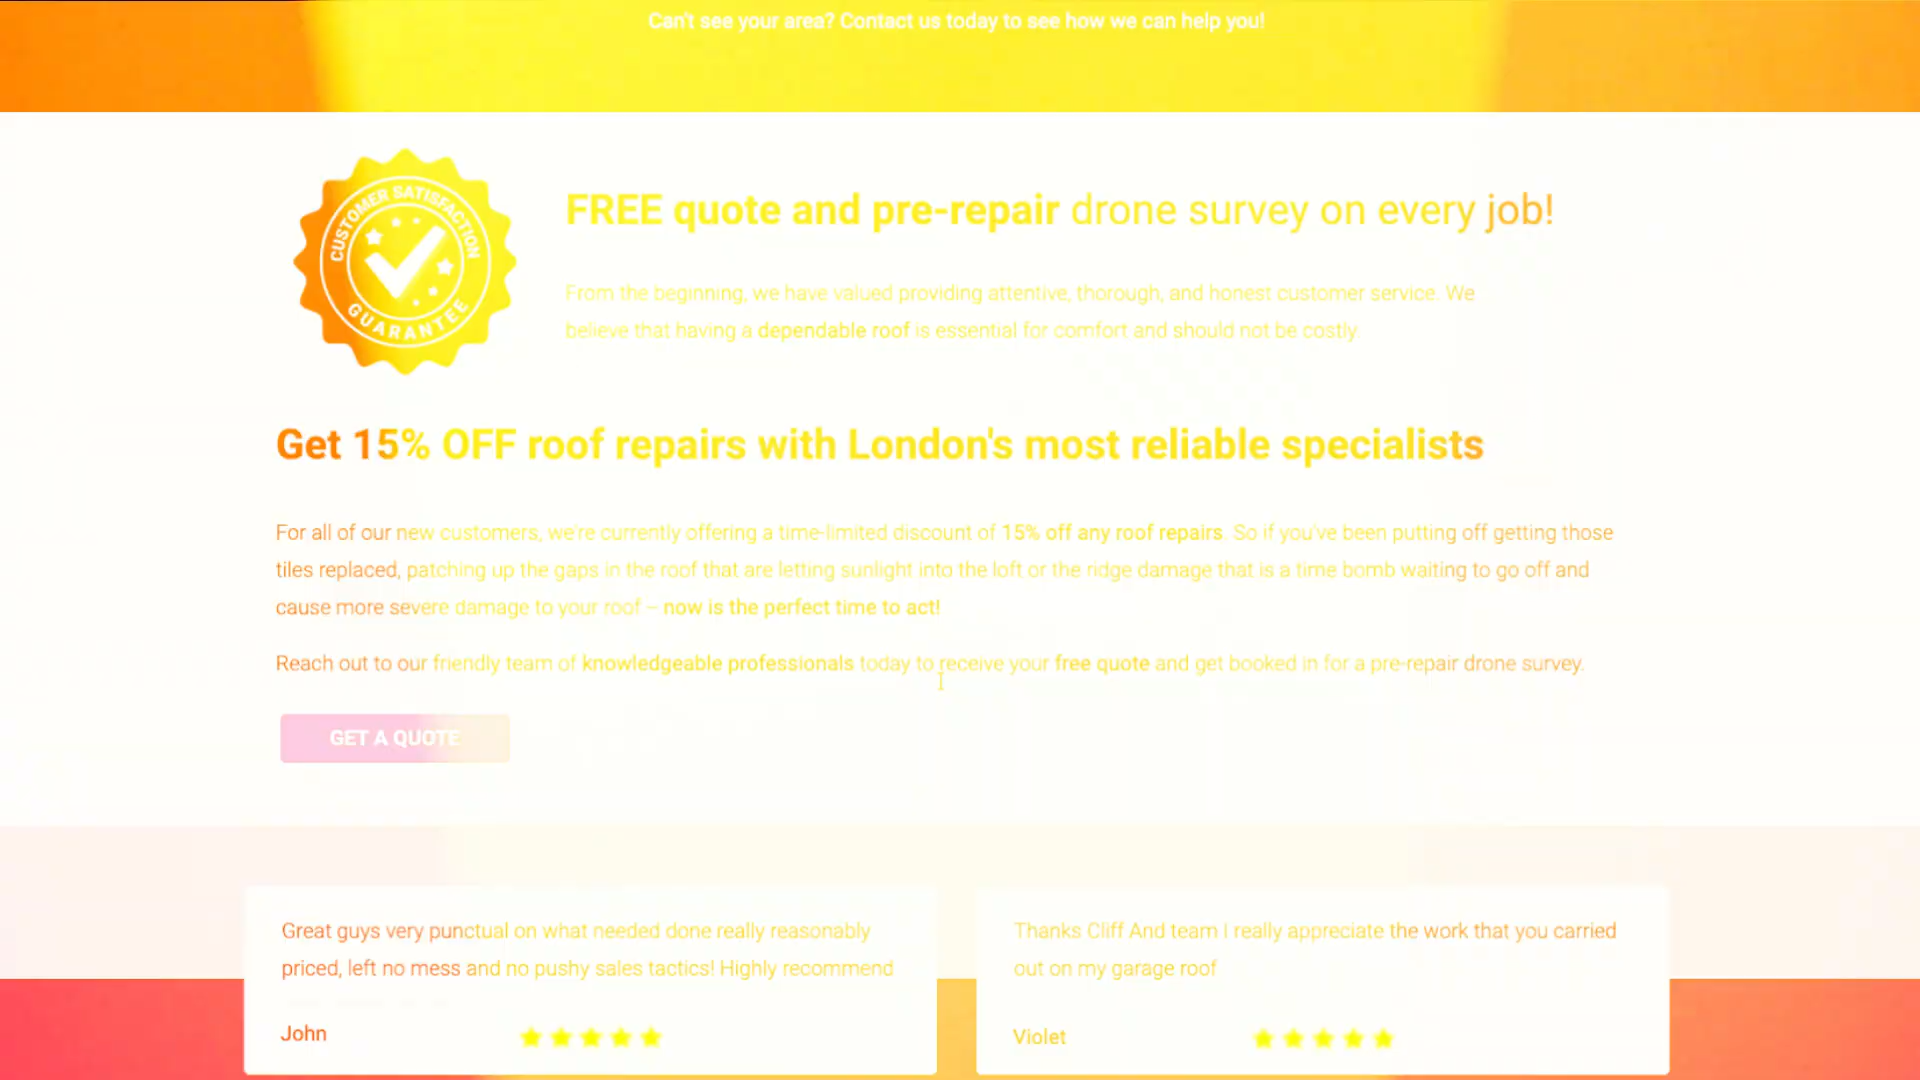 Can't see your area? Contact us today to see how we can help you!
CUSTOMER SATISFACTION
GUARANTEE
FREE quote and pre-repair drone survey on every job!
From the beginning, we have valued providing attentive, thorough, and honest customer service. We
believe that having a dependable roof is essential for comfort and should not be costly.
Get 15% OFF roof repairs with London's most reliable specialists
For all of our new customers, we're currently offering a time-limited discount of 15% off any roof repairs. So if you've been putting off getting those
tiles replaced, patching up the gaps in the roof that are letting sunlight into the loft or the ridge damage that is a time bomb waiting to go off and
cause more severe damage to your roof – now is the perfect time to act!
Reach out to our friendly team of knowledgeable professionals today to receive your free quote and get booked in for a pre-repair drone survey.
GET A QUOTE
Great guys very punctual on what needed done really reasonably
priced, left no mess and no pushy sales tactics! Highly recommend
John
Thanks Cliff And team I really appreciate the work that you carried
out on my garage roof
Violet